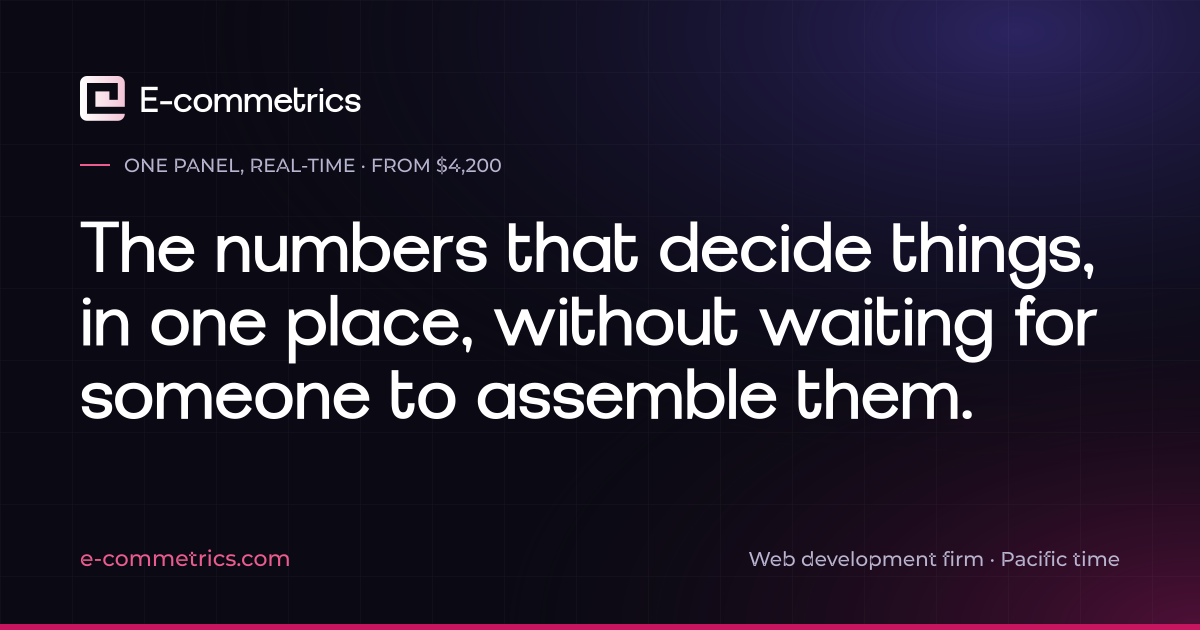 E-commetrics
ONE PANEL, REAL-TIME · FROM $4,200
The numbers that decide things,
in one place, without waiting for
someone to assemble them.
e-commetrics.com
Web development firm · Pacific time